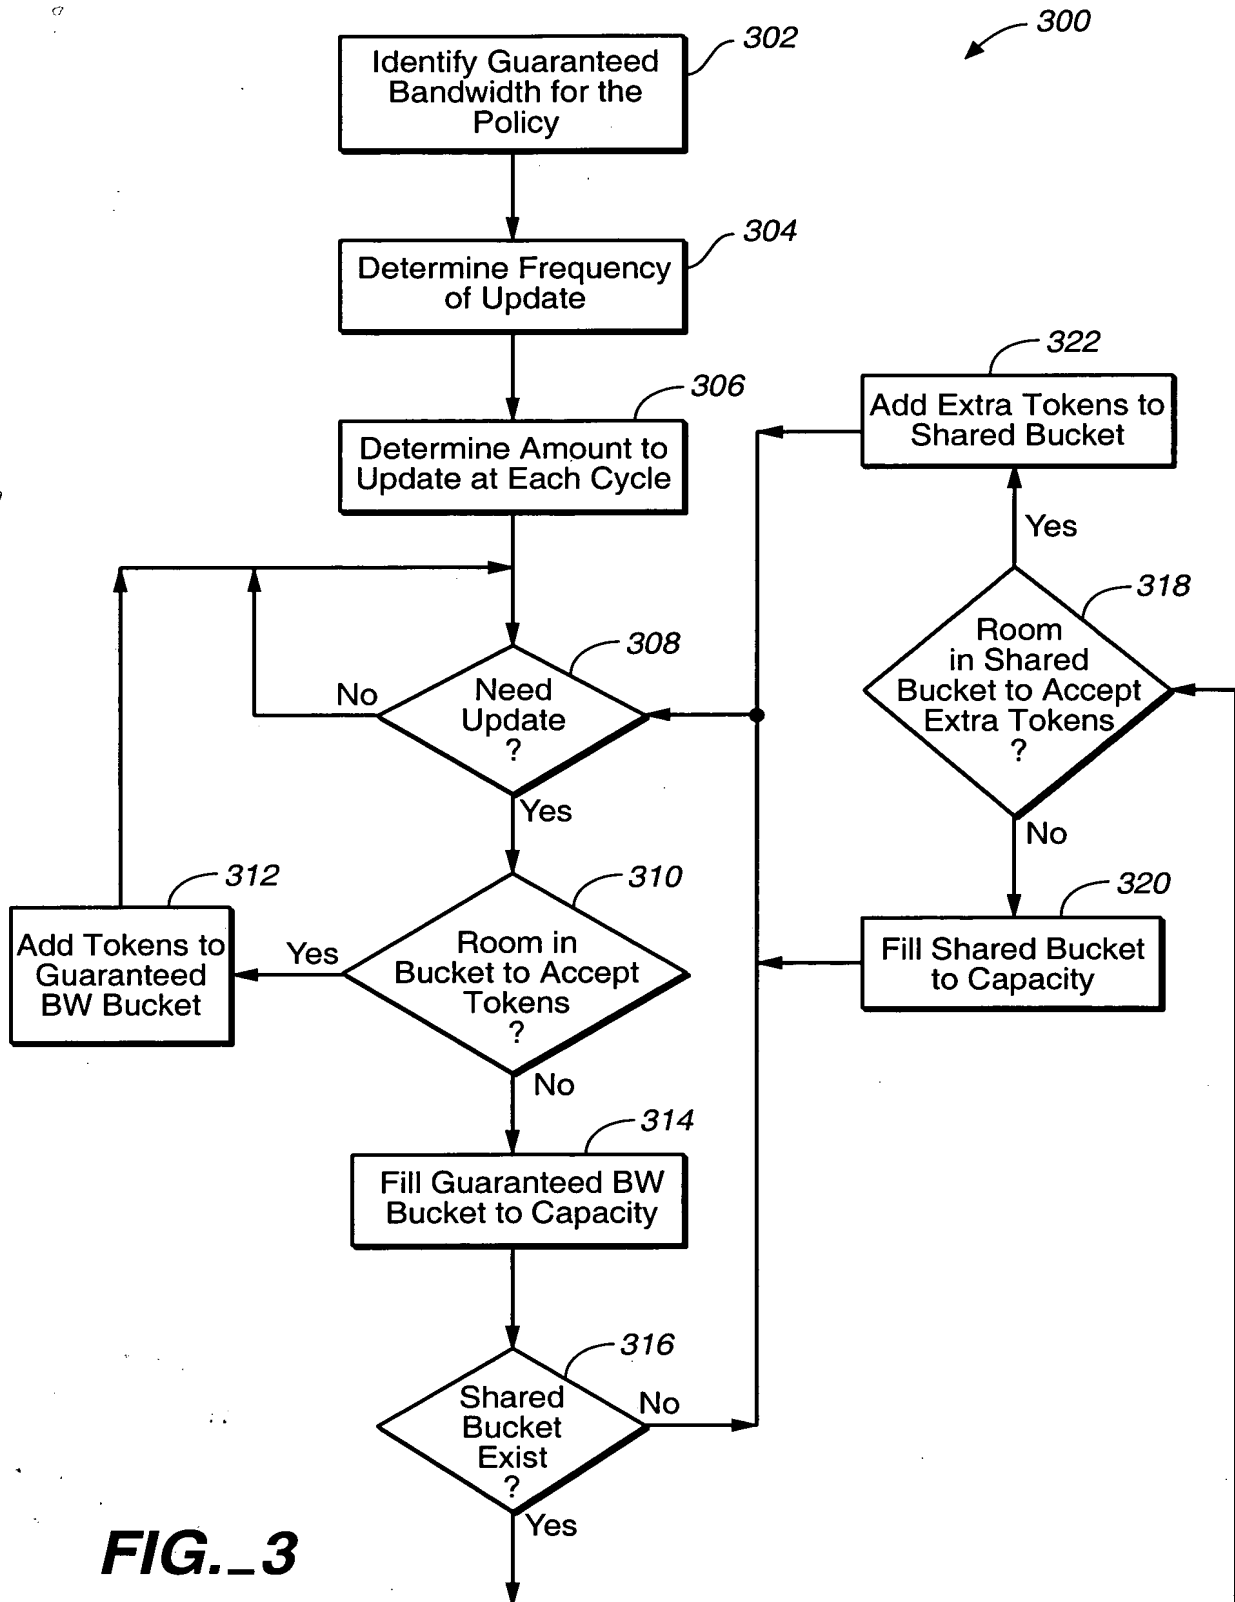 300
302
Identify Guaranteed
Bandwidth for the
Policy
304
Determine Frequency
of Update
306
Determine Amount to
Update at Each Cycle
322
Add Extra Tokens to
Shared Bucket
Yes
318
Room
in Shared
Bucket to Accept
Extra Tokens
?
No
320
Fill Shared Bucket
to Capacity
308
Need
Update
?
No
Yes
310
Room in
Bucket to Accept
Tokens
?
Yes
312
Add Tokens to
Guaranteed
BW Bucket
No
314
Fill Guaranteed BW
Bucket to Capacity
316
Shared
Bucket
Exist
?
No
Yes
FIG._3